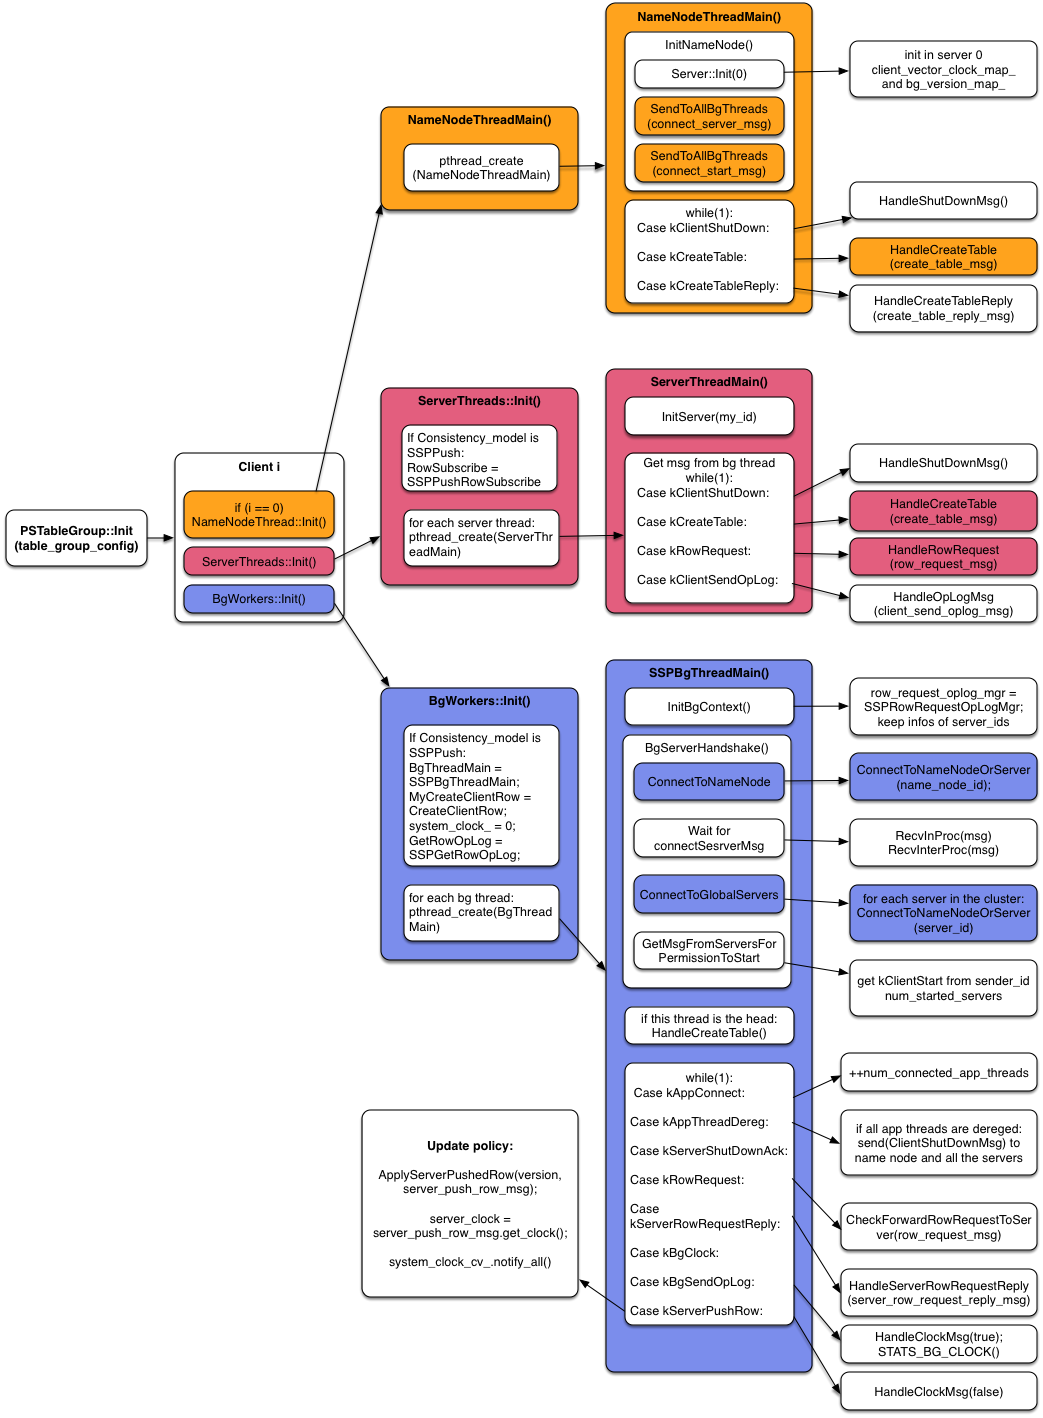 PSTableGroup::Init
(table_group_config)
Client i
if (i == 0)
NameNodeThread::Init()
ServerThreads::Init()
BgWorkers::Init()
NameNodeThreadMain()
pthread_create
(NameNodeThreadMain)
NameNodeThreadMain()
InitNameNode()
Server::Init(0)
SendToAllBgThreads
(connect_server_msg)
SendToAllBgThreads
(connect_start_msg)
while(1):
Case kClientShutDown:
Case kCreateTable:
Case kCreateTableReply:
init in server 0
client_vector_clock_map_
and bg_version_map_
HandleShutDownMsg()
HandleCreateTable
(create_table_msg)
HandleCreateTableReply
(create_table_reply_msg)
ServerThreads::Init()
If Consistency_model is
SSPPush:
RowSubscribe =
SSPPushRowSubscribe
for each server thread:
pthread_create(ServerThr
eadMain)
ServerThreadMain()
InitServer(my_id)
Get msg from bg thread
while(1):
Case kClientShutDown:
Case kCreateTable:
Case kRowRequest:
Case kClientSendOpLog:
HandleShutDownMsg()
HandleCreateTable
(create_table_msg)
HandleRowRequest
(row_request_msg)
HandleOpLogMsg
(client_send_oplog_msg)
BgWorkers::Init()
If Consistency_model is
SSPPush:
BgThreadMain =
SSPBgThreadMain;
MyCreateClientRow =
CreateClientRow;
system_clock_ = 0;
GetRowOpLog =
SSPGetRowOpLog;
for each bg thread:
pthread_create(BgThread
Main)
SSPBgThreadMain()
InitBgContext()
BgServerHandshake()
ConnectToNameNode
Wait for
connectSesrverMsg
ConnectToGlobalServers
GetMsgFromServersFor
PermissionToStart
if this thread is the head:
HandleCreateTable()
while(1):
Case kAppConnect:
Case kAppThreadDereg:
Case kServerShutDownAck:
Case kRowRequest:
Case
kServerRowRequestReply:
Case kBgClock:
Case kBgSendOpLog:
Case kServerPushRow:
row_request_oplog_mgr =
SSPRowRequestOpLogMgr;
keep infos of server_ids
ConnectToNameNodeOrServer
(name_node_id);
RecvInProc(msg)
RecvInterProc(msg)
for each server in the cluster:
ConnectToNameNodeOrServer
(server_id)
get kClientStart from sender_id
num_started_servers
++num_connected_app_threads
if all app threads are dereged:
send(ClientShutDownMsg) to
name node and all the servers
CheckForwardRowRequestToSer
ver(row_request_msg)
HandleServerRowRequestReply
(server_row_request_reply_msg)
HandleClockMsg(true);
STATS_BG_CLOCK()
HandleClockMsg(false)
Update policy:
ApplyServerPushedRow(version,
server_push_row_msg);
server_clock =
server_push_row_msg.get_clock();
system_clock_cv_.notify_all()